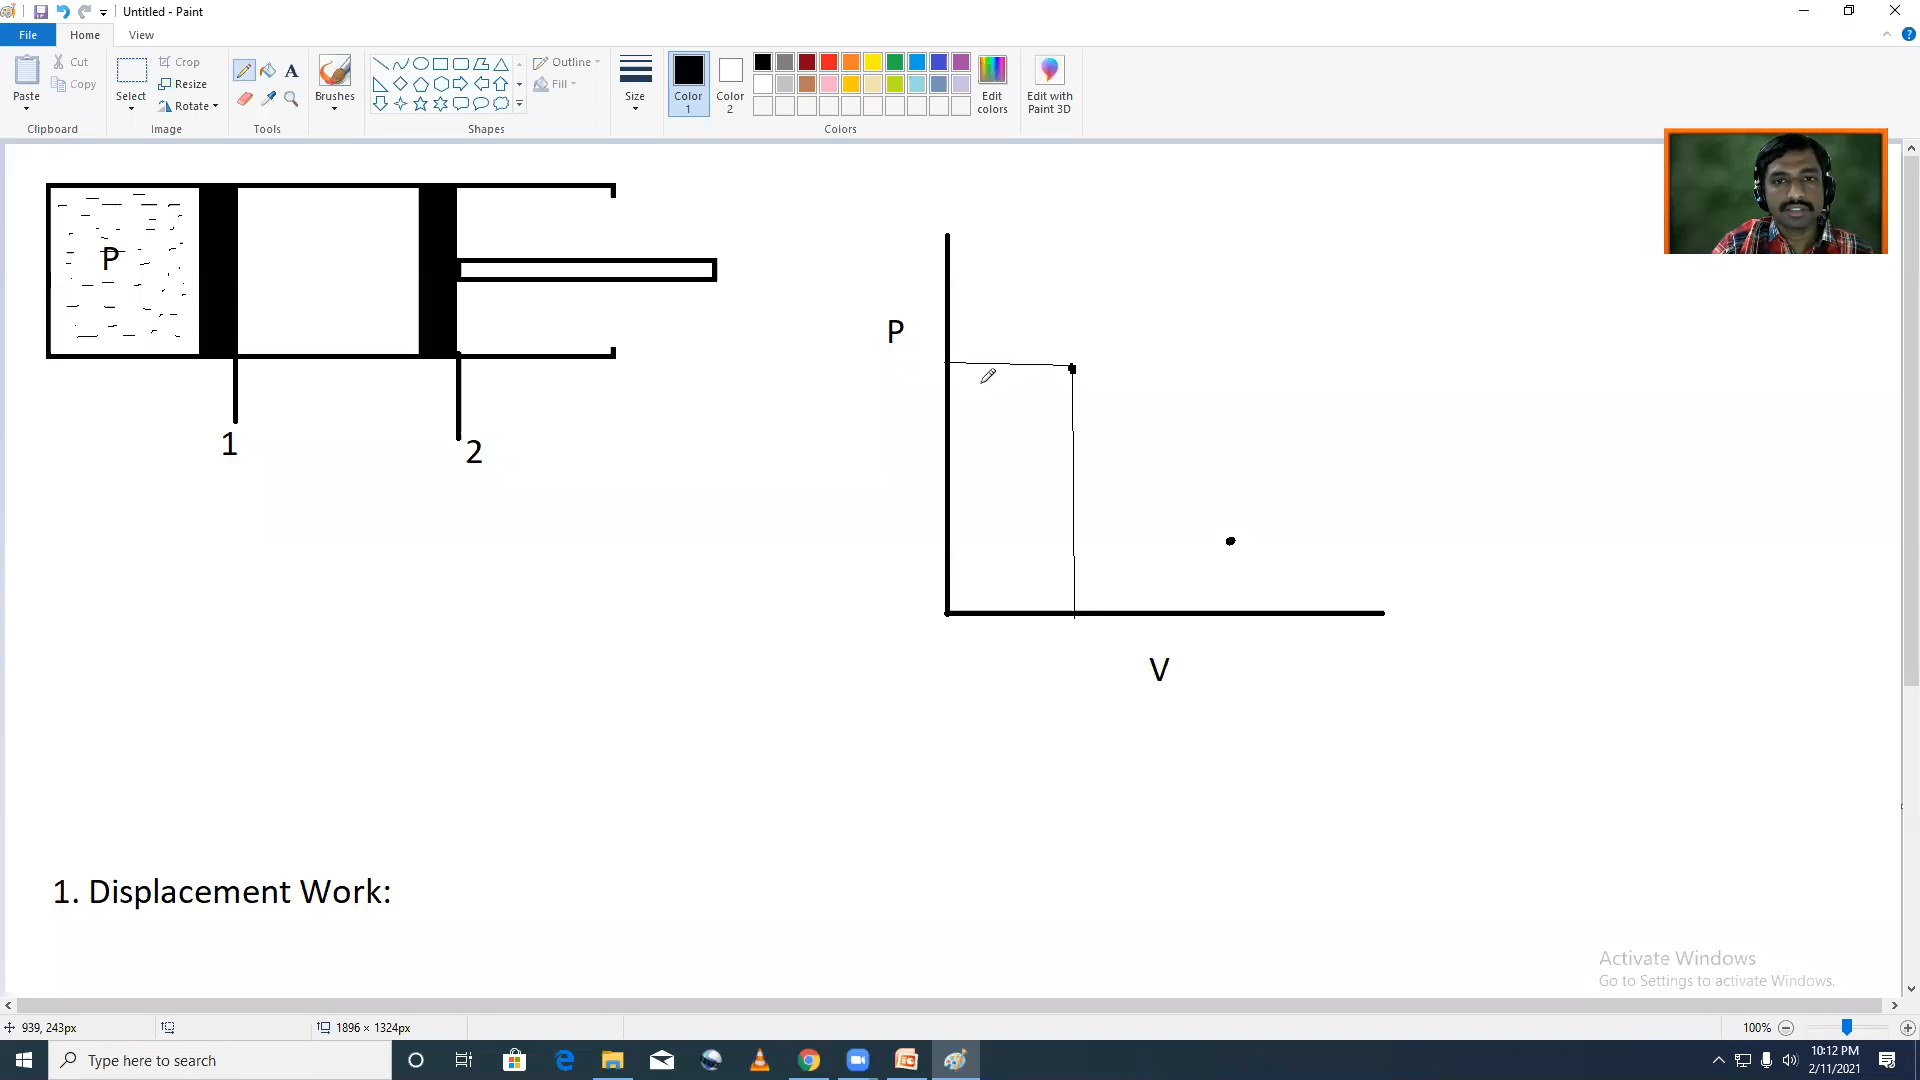 Untitled - Paint
File Home View
Paste
Cut
Copy
Clipboard
Select
Crop
Resize
Rotate
Image
Tools
Brushes
Shapes
Outline
Fill
Size
Color 1
Color 2
Colors
Edit colors
Edit with Paint 3D
P
1
2
P
V
1. Displacement Work:
Activate Windows
Go to Settings to activate Windows.
939, 243px
1896 × 1324px
100%
Type here to search
10:12 PM
2/11/2021